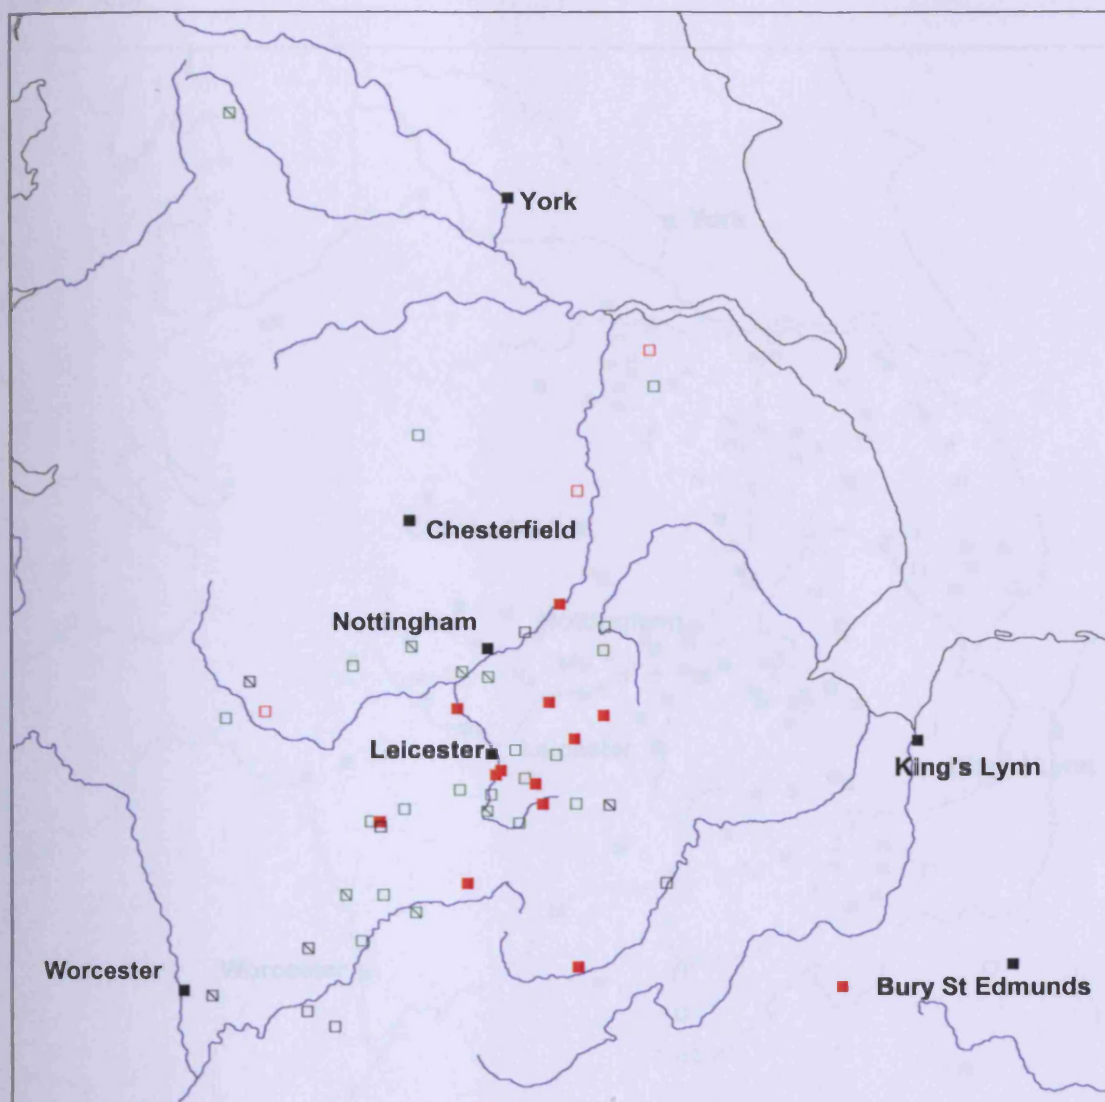 York
Chesterfield
Nottingham
Leicester
King's Lynn
Worcester
Bury St Edmunds